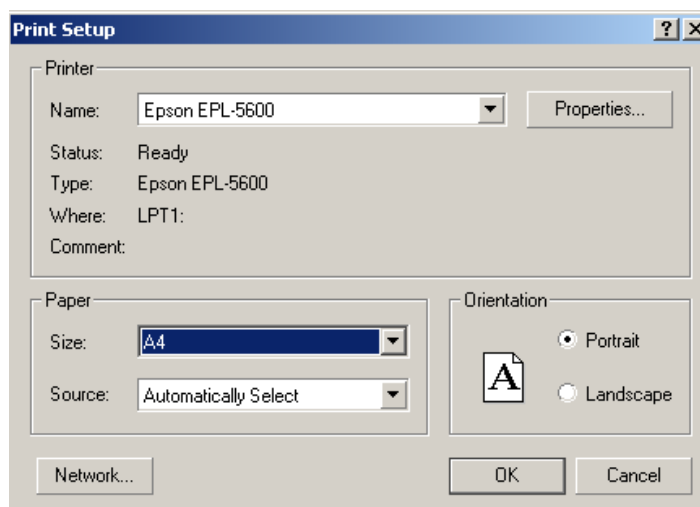 Print Setup
Printer
Name: Epson EPL-5600 Properties...
Status: Ready
Type: Epson EPL-5600
Where: LPT1:
Comment:
Paper
Size: A4
Source: Automatically Select
Orientation
A
Portrait
Landscape
Network... OK Cancel